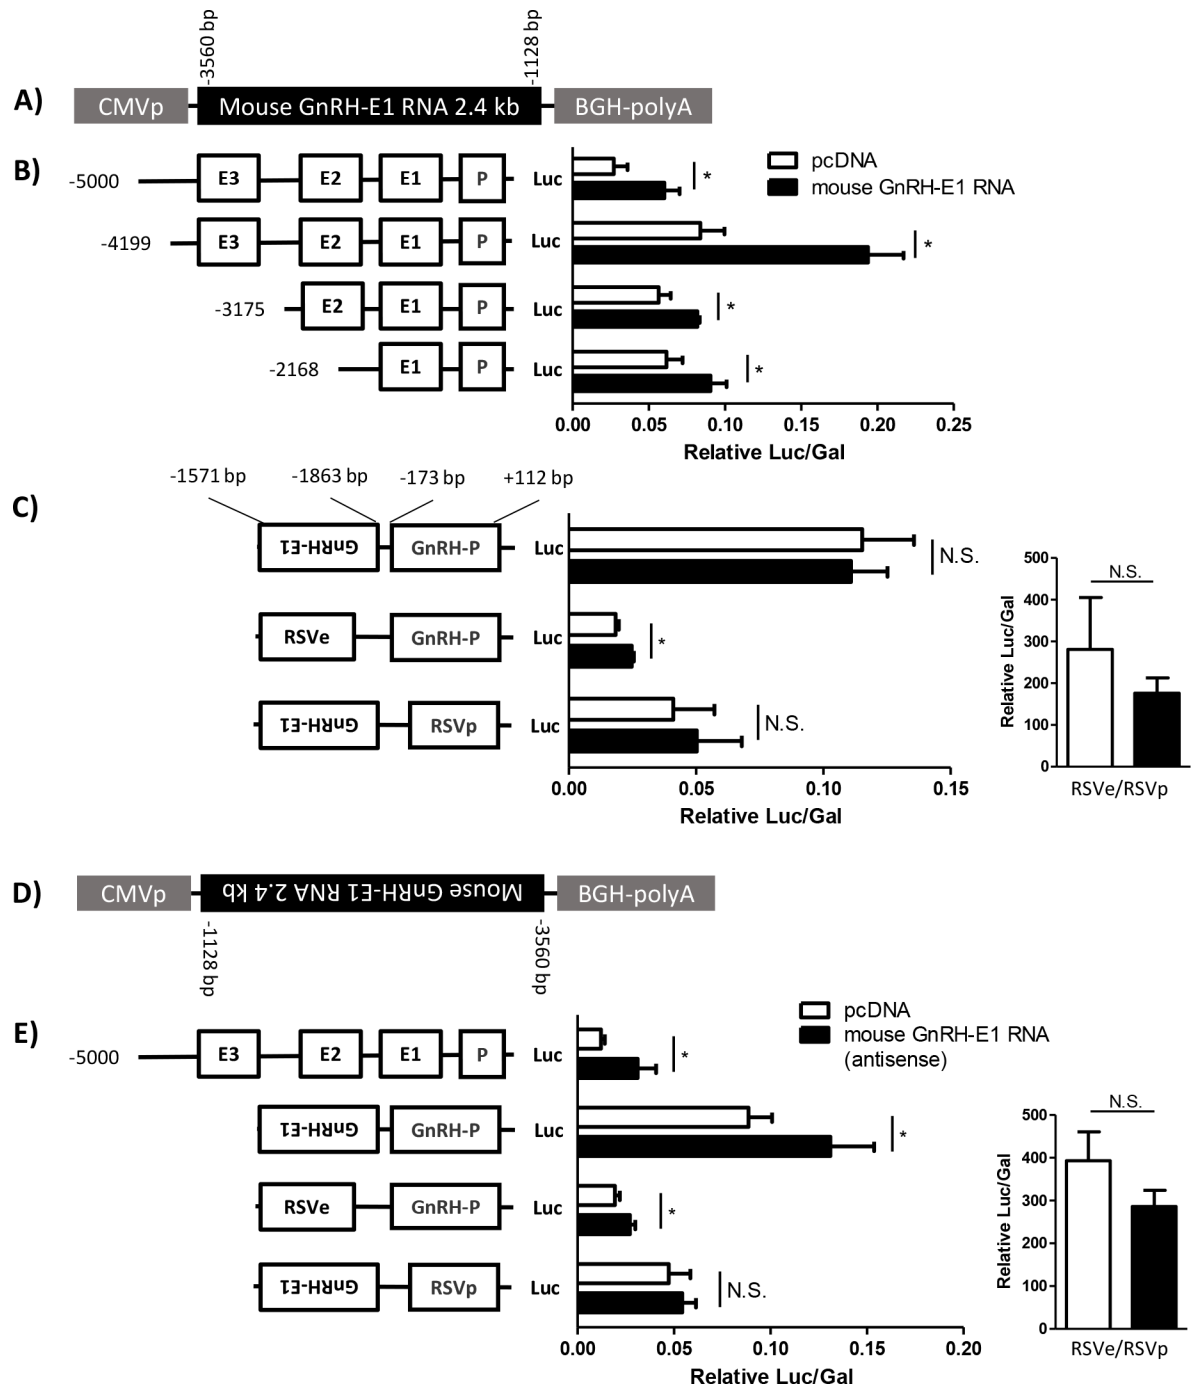 -3560 bp
-1128 bp
A)
CMVp
Mouse GnRH-E1 RNA 2.4 kb
BGH-polyA
B)
pcDNA
mouse GnRH-E1 RNA
-5000
E3
E2
E1
P
Luc
*
-4199
E3
E2
E1
P
Luc
*
-3175
E2
E1
P
Luc
*
-2168
E1
P
Luc
*
0.00
0.05
0.10
0.15
0.20
0.25
Relative Luc/Gal
C)
-1571 bp
-1863 bp
-173 bp
+112 bp
GnRH-E1
GnRH-P
Luc
N.S.
RSVe
GnRH-P
Luc
*
GnRH-E1
RSVp
Luc
N.S.
0.00
0.05
0.10
0.15
Relative Luc/Gal
Relative Luc/Gal
500
400
300
200
100
0
N.S.
RSVe/RSVp
D)
CMVp
Mouse GnRH-E1 RNA 2.4 kb
BGH-polyA
-1128 bp
-3560 bp
E)
pcDNA
mouse GnRH-E1 RNA
(antisense)
-5000
E3
E2
E1
P
Luc
*
GnRH-E1
GnRH-P
Luc
*
RSVe
GnRH-P
Luc
*
GnRH-E1
RSVp
Luc
N.S.
0.00
0.05
0.10
0.15
0.20
Relative Luc/Gal
Relative Luc/Gal
500
400
300
200
100
0
N.S.
RSVe/RSVp